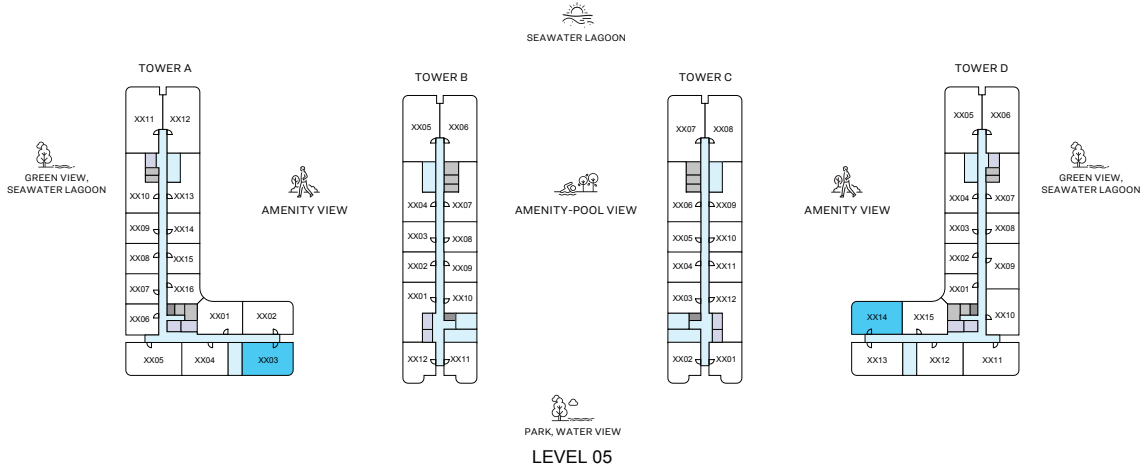 SEAWATER LAGOON
TOWER A
TOWER B
TOWER C
TOWER D
XX11
XX12
XX05
XX06
XX07
XX08
XX05
XX06
GREEN VIEW,
SEAWATER LAGOON
GREEN VIEW,
SEAWATER LAGOON
AMENITY VIEW
AMENITY-POOL VIEW
AMENITY VIEW
XX10
XX13
XX04
XX07
XX06
XX09
XX04
XX07
XX09
XX14
XX03
XX08
XX05
XX10
XX03
XX08
XX08
XX15
XX02
XX09
XX04
XX11
XX02
XX09
XX07
XX16
XX01
XX10
XX03
XX12
XX01
XX10
XX06
XX01
XX02
XX14
XX15
XX05
XX04
XX03
XX12
XX11
XX02
XX01
XX13
XX12
XX11
PARK, WATER VIEW
LEVEL 05